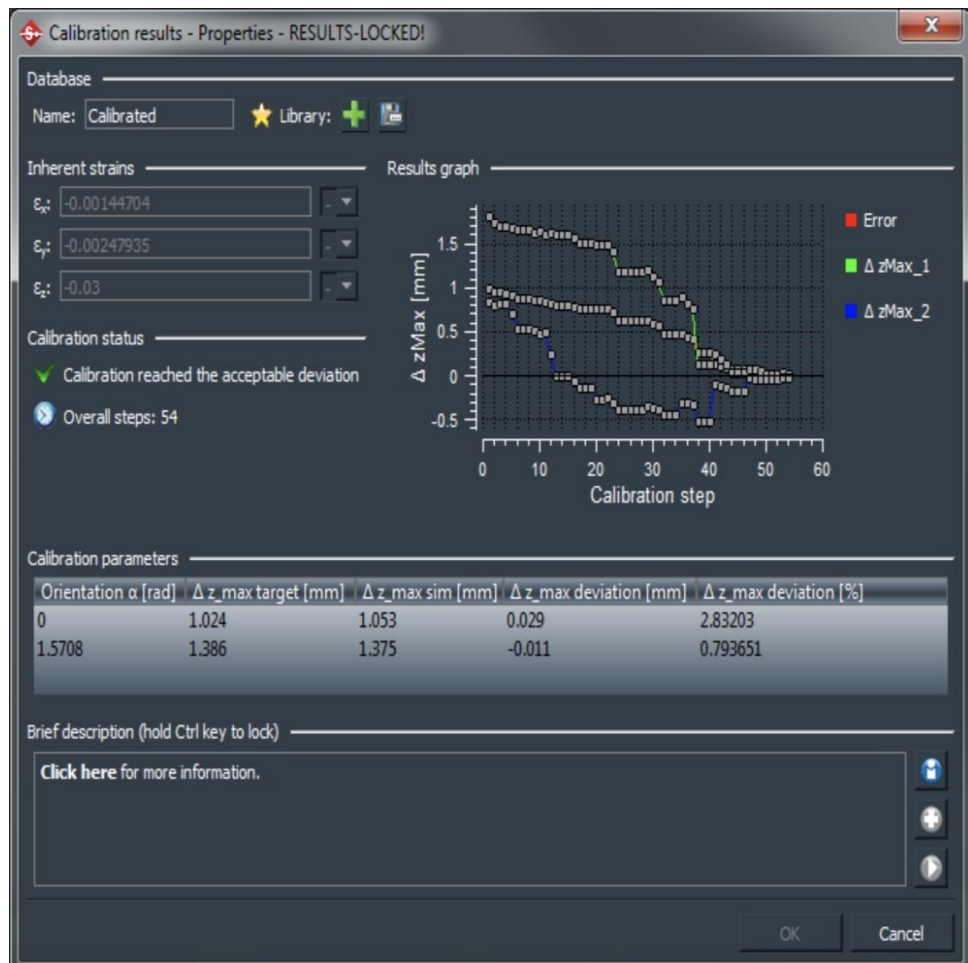 Calibration results - Properties - RESULTS-LOCKED!
Database
Name: Calibrated Library:
Inherent strains
εx: -0.00144704 -
εy: -0.00247935 -
εz: -0.03 -
Calibration status
Calibration reached the acceptable deviation
Overall steps: 54
Results graph
Δ zMax [mm]
1.5
1
0.5
0
-0.5
0 10 20 30 40 50 60
Calibration step
Error
Δ zMax_1
Δ zMax_2
Calibration parameters
Orientation α [rad] Δ z_max target [mm] Δ z_max sim [mm] Δ z_max deviation [mm] Δ z_max deviation [%]
0 1.024 1.053 0.029 2.83203
1.5708 1.386 1.375 -0.011 0.793651
Brief description (hold Ctrl key to lock)
Click here for more information.
OK Cancel